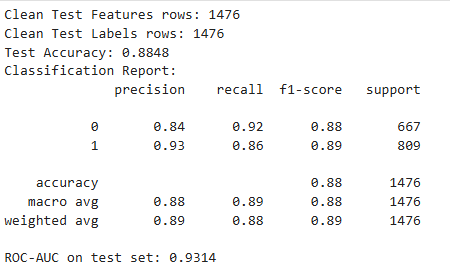 Clean Test Features rows: 1476
Clean Test Labels rows: 1476
Test Accuracy: 0.8848
Classification Report:
              precision    recall  f1-score   support

           0       0.84      0.92      0.88       667
           1       0.93      0.86      0.89       809

    accuracy                           0.88      1476
   macro avg       0.88      0.89      0.88      1476
weighted avg       0.89      0.88      0.89      1476

ROC-AUC on test set: 0.9314